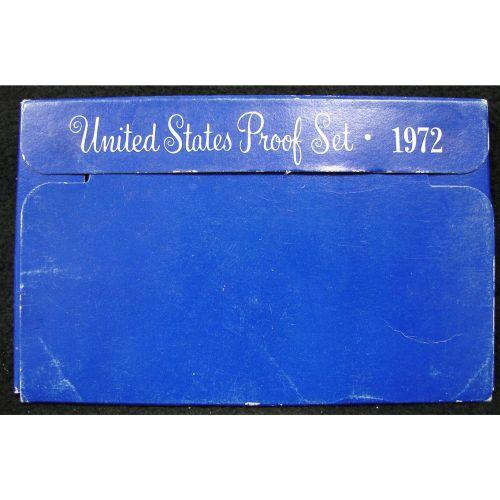 United States Proof Set · 1972